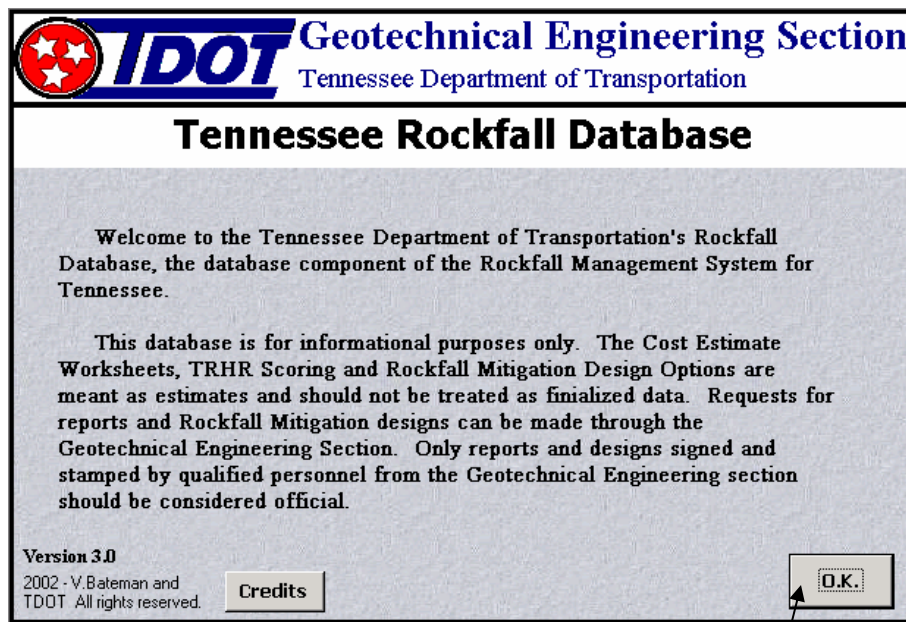 TDOT Geotechnical Engineering Section
Tennessee Department of Transportation
Tennessee Rockfall Database
Welcome to the Tennessee Department of Transportation's Rockfall
Database, the database component of the Rockfall Management System for
Tennessee.
This database is for informational purposes only. The Cost Estimate
Worksheets, TRHR Scoring and Rockfall Mitigation Design Options are
meant as estimates and should not be treated as finialized data. Requests for
reports and Rockfall Mitigation designs can be made through the
Geotechnical Engineering Section. Only reports and designs signed and
stamped by qualified personnel from the Geotechnical Engineering section
should be considered official.
Version 3.0
2002 - V.Bateman and
TDOT All rights reserved.
Credits
O.K.